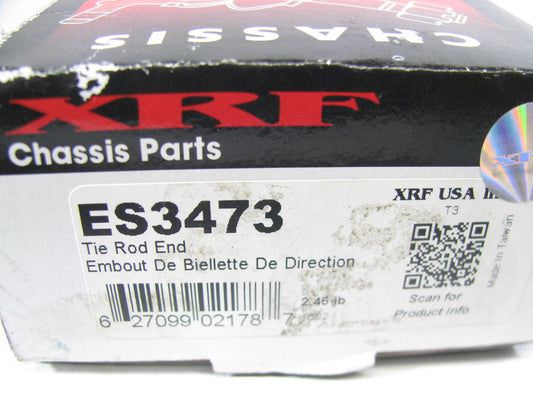 CHASSIS
XRF
Chassis Parts
ES3473
Tie Rod End
Embout De Biellette De Direction
6 27099 02178 7
2.46 lb
XRF USA
T3
Scan for
Product Info
Made In Taiwan